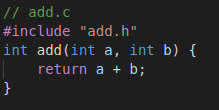 // add.c
#include "add.h"
int add(int a, int b) {
    return a + b;
}